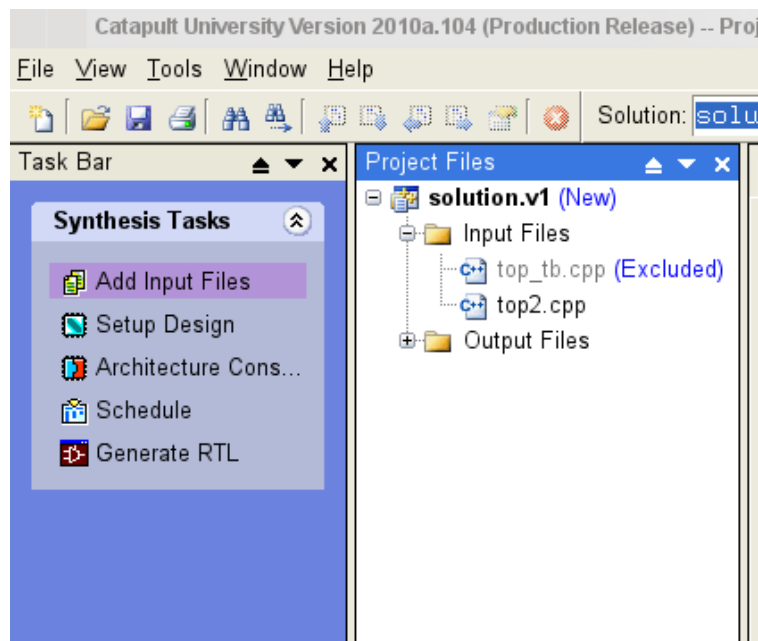 Catapult University Version 2010a.104 (Production Release) -- Proj
File View Tools Window Help
Solution: solu
Task Bar
Synthesis Tasks
Add Input Files
Setup Design
Architecture Cons...
Schedule
Generate RTL
Project Files
solution.v1 (New)
Input Files
C++ top_tb.cpp (Excluded)
C++ top2.cpp
Output Files